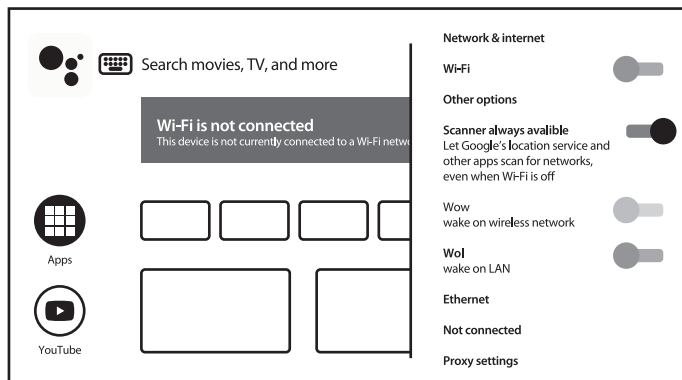 Search movies, TV, and more
Wi-Fi is not connected
This device is not currently connected to a Wi-Fi
Apps
YouTube
Network & internet
Wi-Fi
Other options
Scanner always avalible
Let Google's location service and
other apps scan for networks,
even when Wi-Fi is off
Wow
wake on wireless network
Wol
wake on LAN
Ethernet
Not connected
Proxy settings